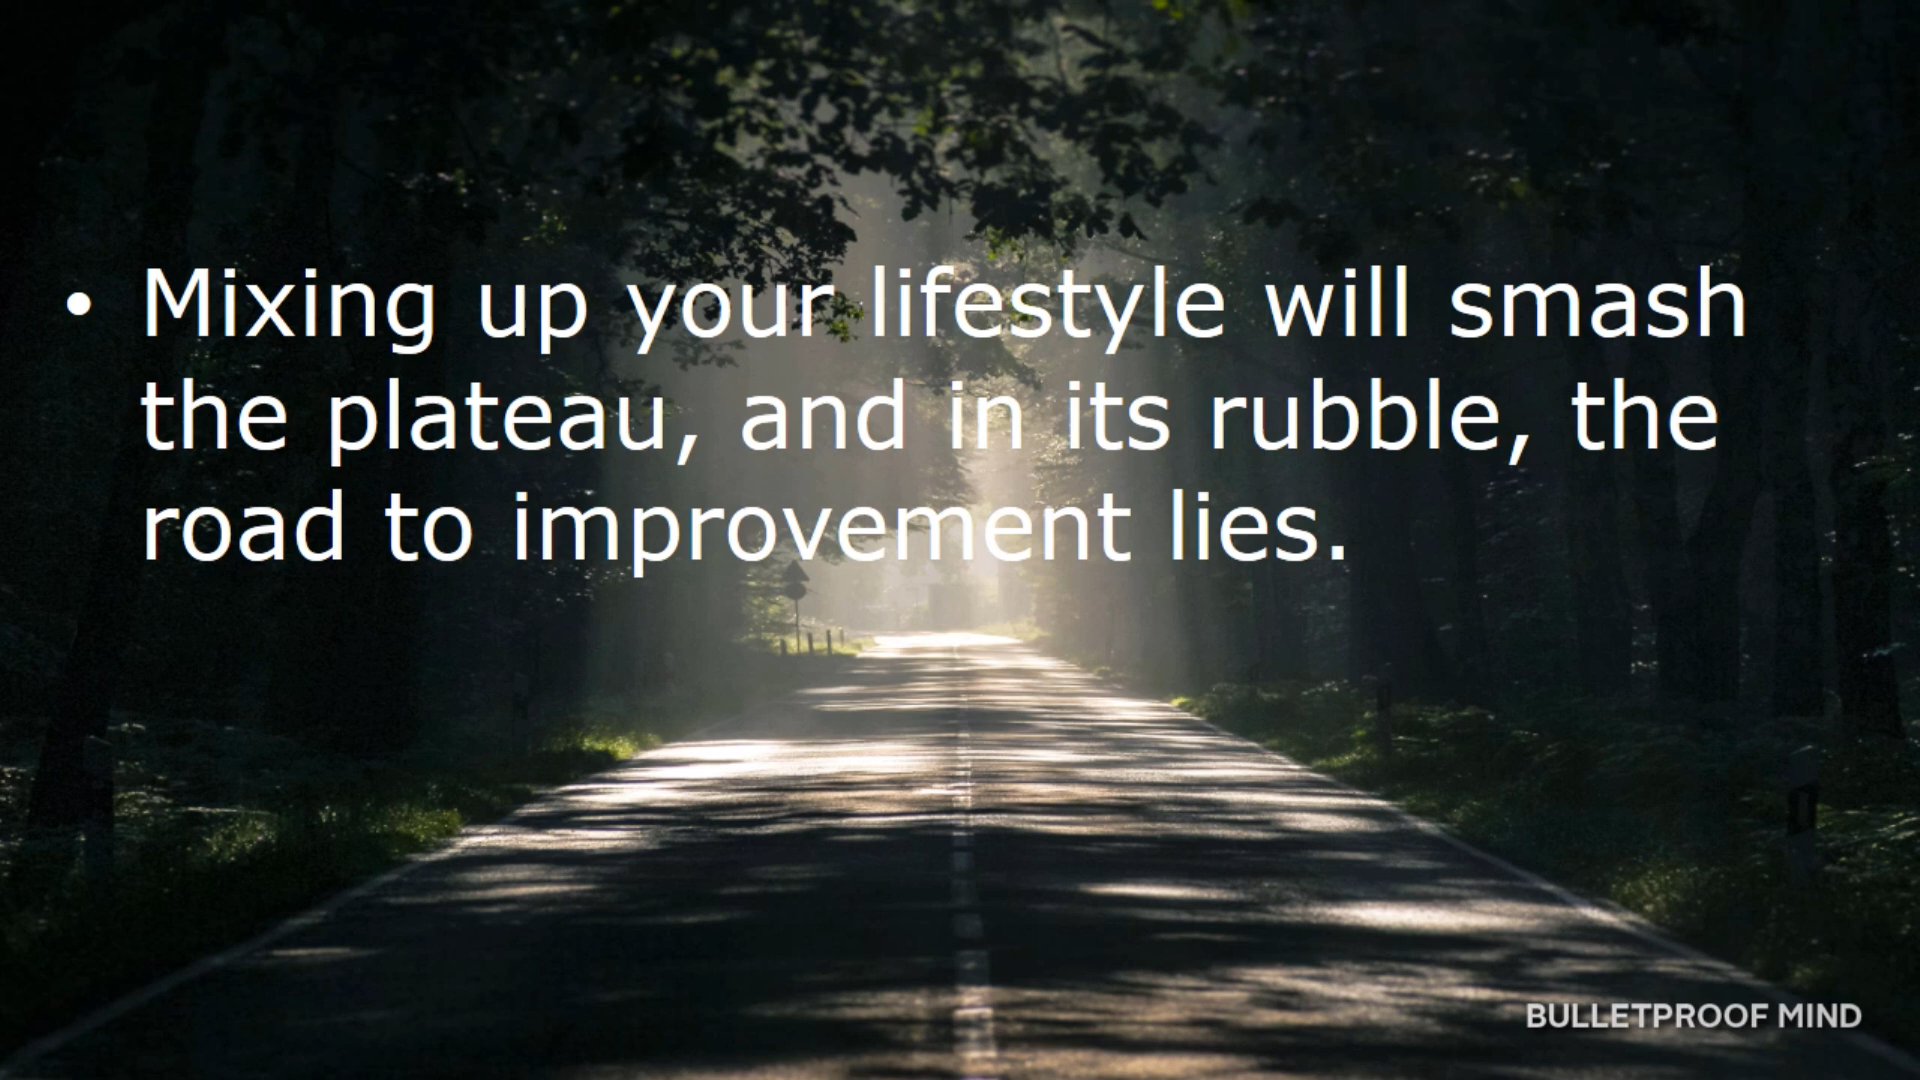 • Mixing up your lifestyle will smash
the plateau, and in its rubble, the
road to improvement lies.
BULLETPROOF MIND